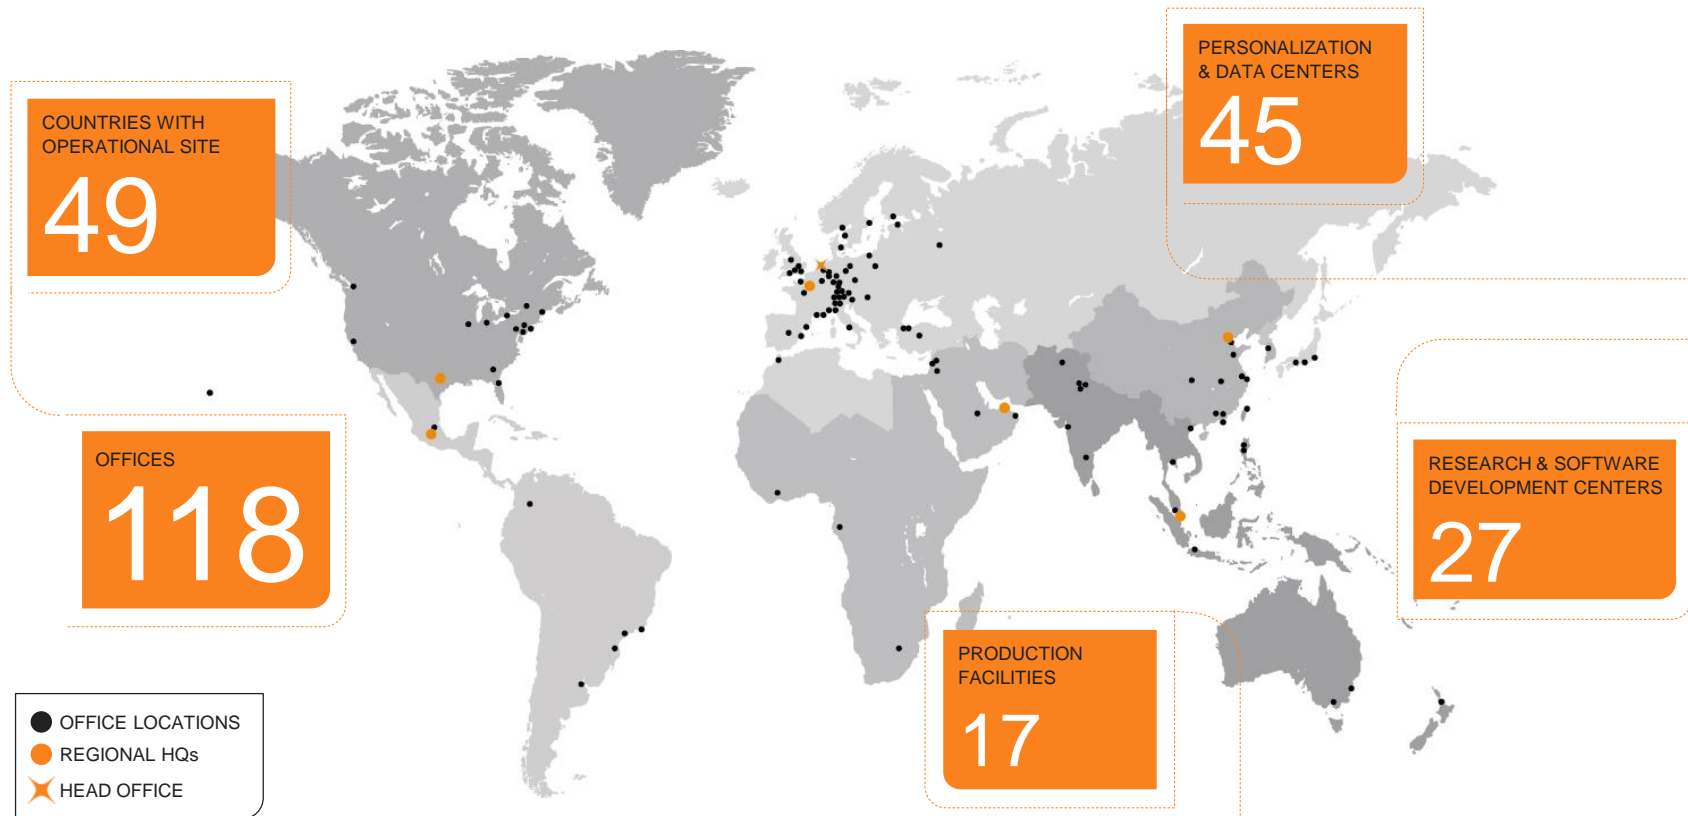 COUNTRIES WITH
OPERATIONAL SITE
49
OFFICES
118
PERSONALIZATION
& DATA CENTERS
45
RESEARCH & SOFTWARE
DEVELOPMENT CENTERS
27
PRODUCTION
FACILITIES
17
OFFICE LOCATIONS
REGIONAL HQs
HEAD OFFICE